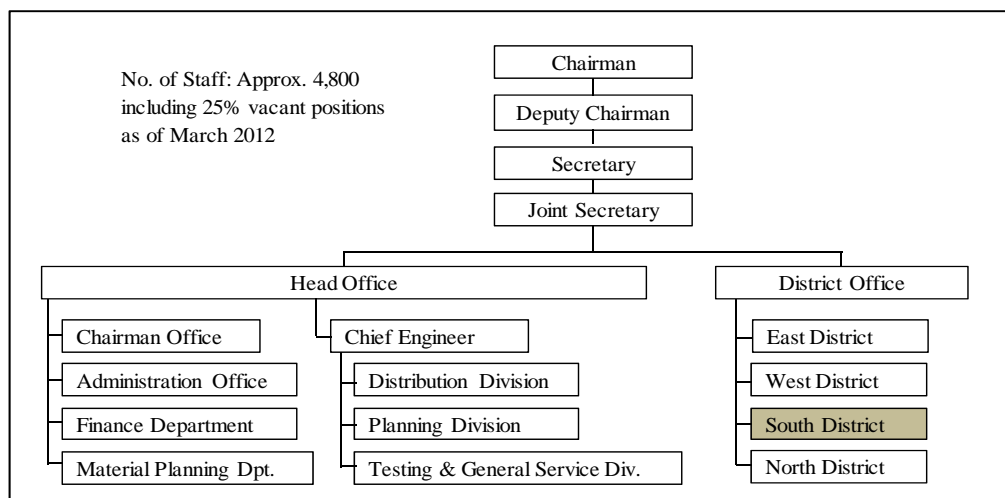 No. of Staff: Approx. 4,800
including 25% vacant positions
as of March 2012
Chairman
Deputy Chairman
Secretary
Joint Secretary
Head Office
District Office
Chairman Office
Administration Office
Finance Department
Material Planning Dpt.
Chief Engineer
Distribution Division
Planning Division
Testing & General Service Div.
East District
West District
South District
North District